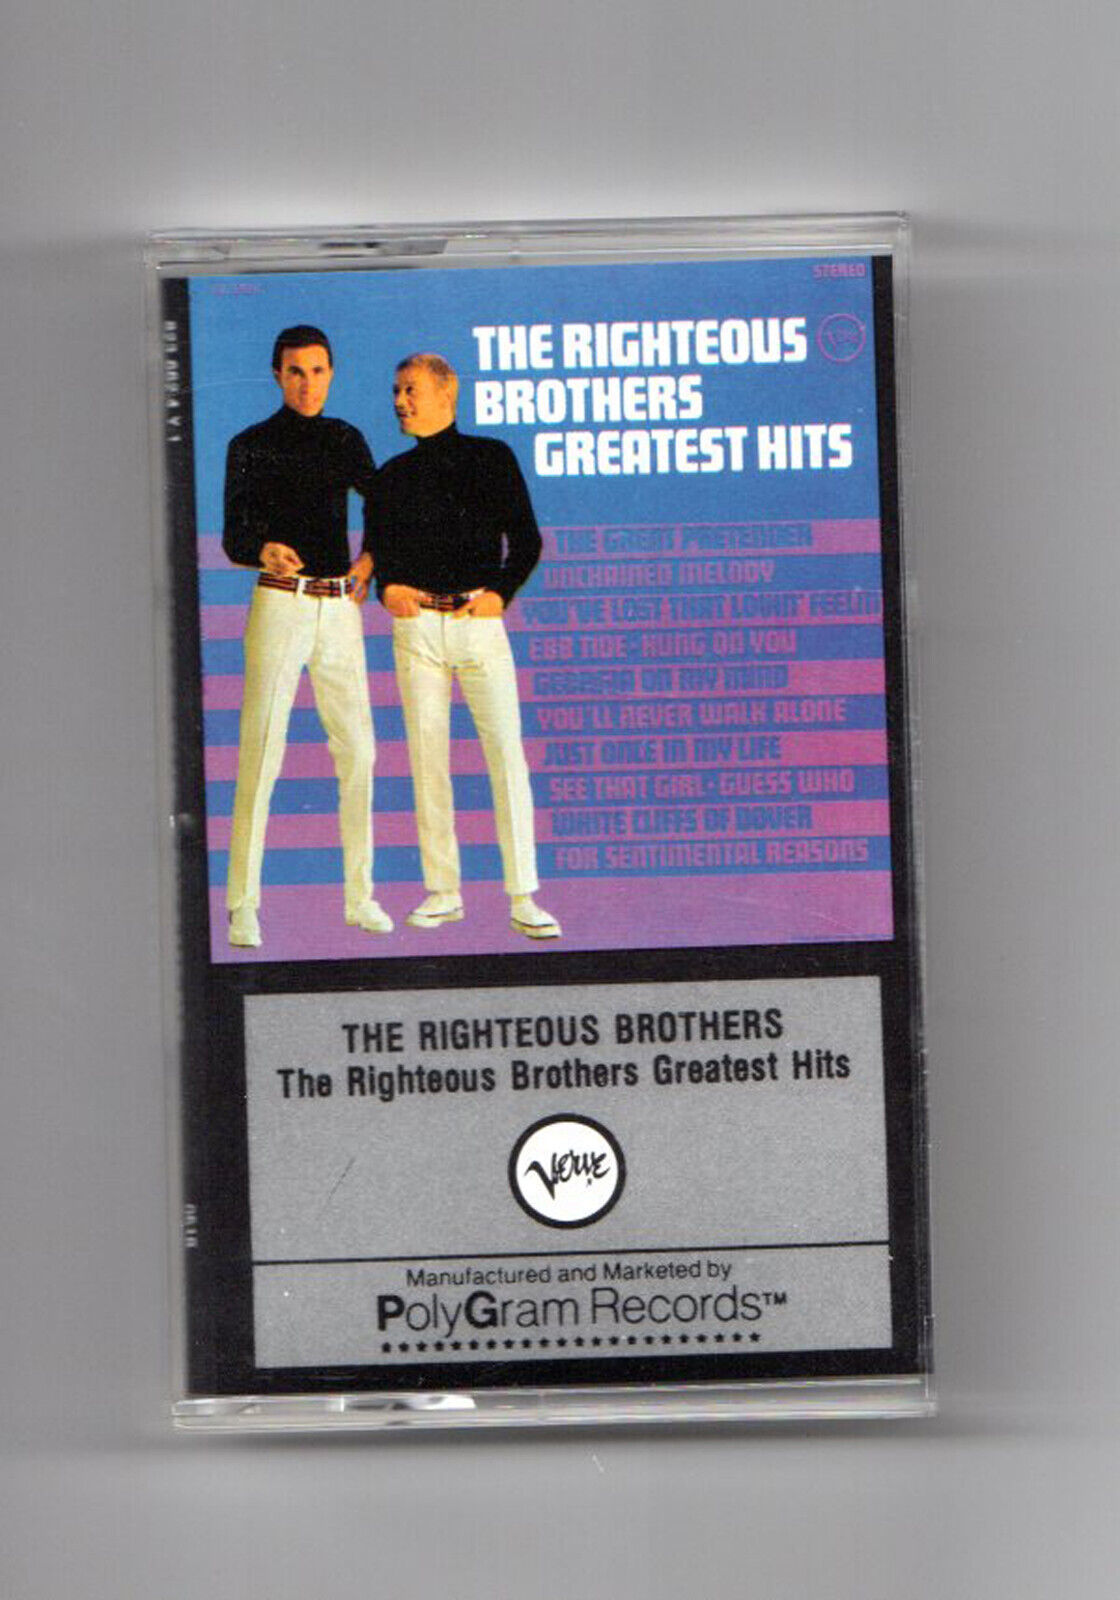 STEREO
THE RIGHTEOUS
BROTHERS
GREATEST HITS
THE GREAT PRETENDER
UNCHAINED MELODY
YOU'VE LOST THAT LOVIN' FEELIN'
EBB TIDE • HUNG ON YOU
GEORGIA ON MY MIND
YOU'LL NEVER WALK ALONE
JUST ONCE IN MY LIFE
SEE THAT GIRL • GUESS WHO
WHITE CLIFFS OF DOVER
FOR SENTIMENTAL REASONS
THE RIGHTEOUS BROTHERS
The Righteous Brothers Greatest Hits
Verve
Manufactured and Marketed by
PolyGram Records™